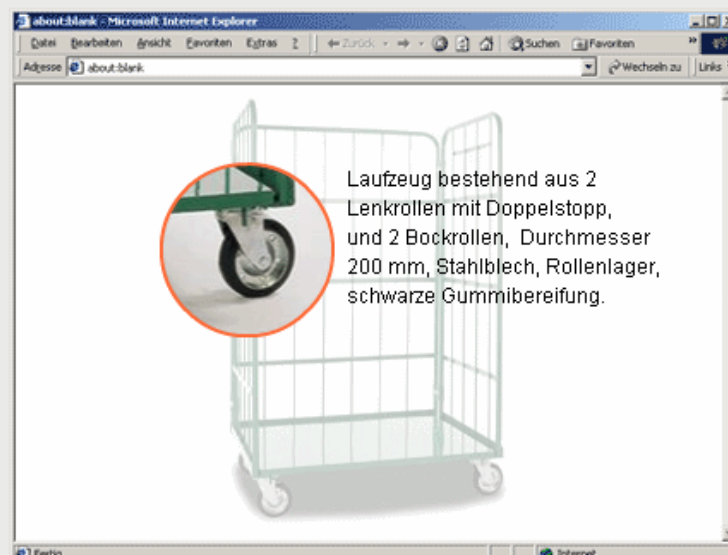 about:blank - Microsoft Internet Explorer
Datei Bearbeiten Ansicht Favoriten Extras ? Zurück Suchen Favoriten »
Adresse about:blank Wechseln zu Links
Laufzeug bestehend aus 2
Lenkrollen mit Doppelstopp,
und 2 Bockrollen, Durchmesser
200 mm, Stahlblech, Rollenlager,
schwarze Gummibereifung.
Fertig Internet